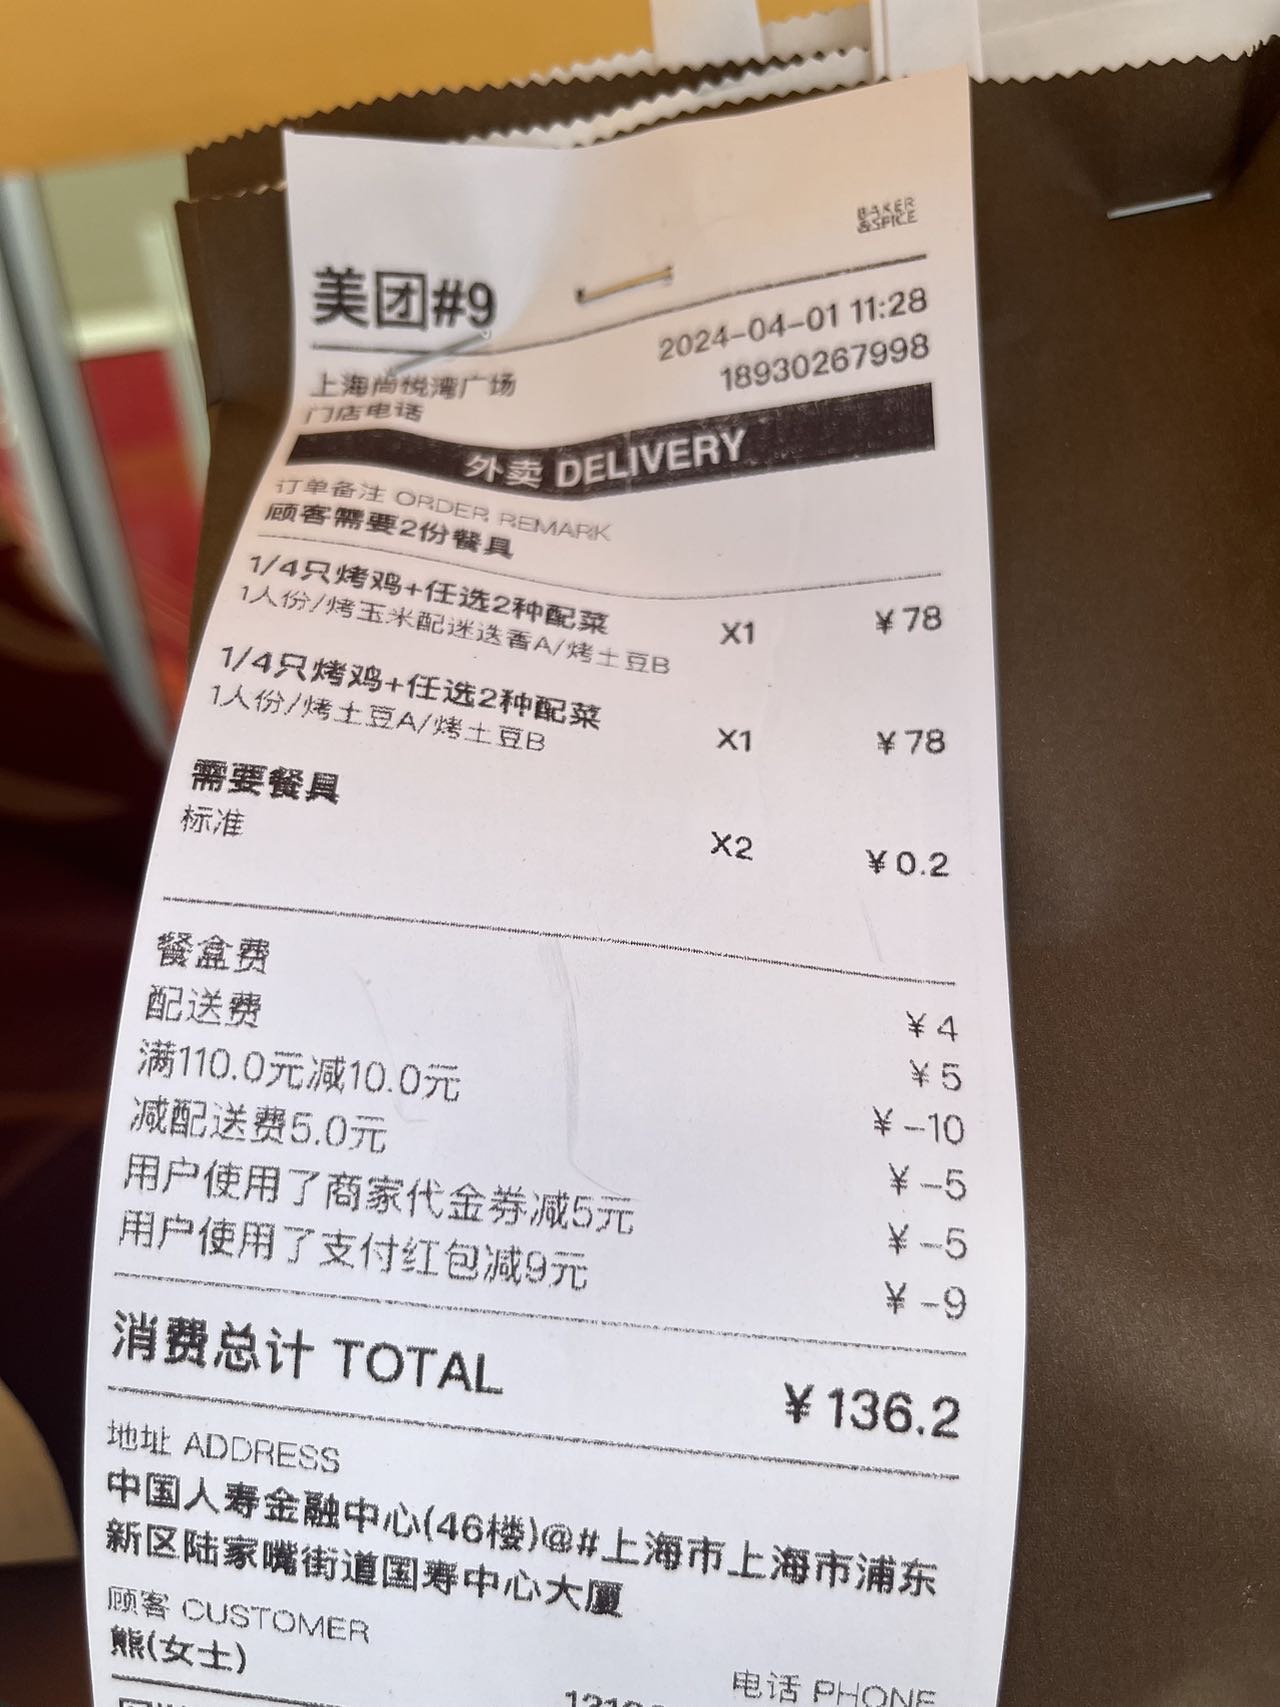 BAKER
&SPICE
美团#9
2024-04-01 11:28
上海尚悦湾广场
18930267998
门店电话
外卖 DELIVERY
订单备注 ORDER REMARK
顾客需要2份餐具
1/4只烤鸡+任选2种配菜 X1 ¥78
1人份/烤玉米配迷迭香A/烤土豆B
1/4只烤鸡+任选2种配菜 X1 ¥78
1人份/烤土豆A/烤土豆B
需要餐具 X2 ¥0.2
标准
餐盒费 ¥4
配送费 ¥5
满110.0元减10.0元 ¥-10
减配送费5.0元 ¥-5
用户使用了商家代金券减5元 ¥-5
用户使用了支付红包减9元 ¥-9
消费总计 TOTAL ¥136.2
地址 ADDRESS
中国人寿金融中心(46楼)@#上海市上海市浦东
新区陆家嘴街道国寿中心大厦
顾客 CUSTOMER
电话 PHONE
熊(女士)